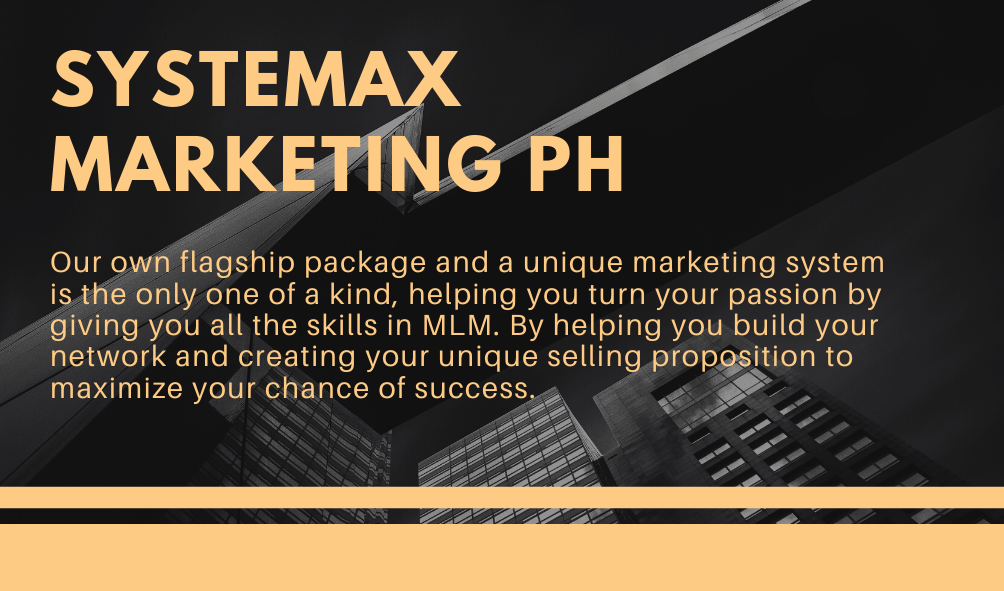 SYSTEMAX
MARKETING PH
Our own flagship package and a unique marketing system
is the only one of a kind, helping you turn your passion by
giving you all the skills in MLM. By helping you build your
network and creating your unique selling proposition to
maximize your chance of success.